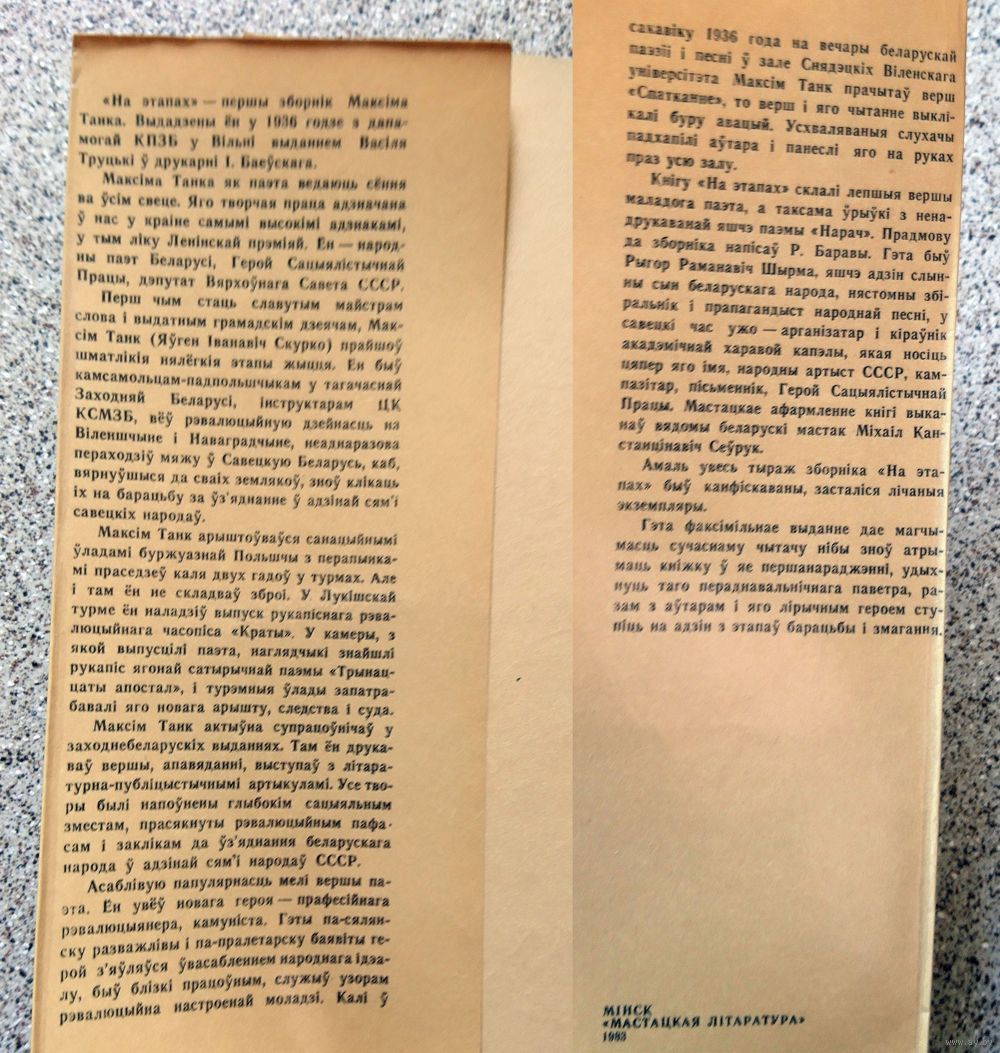 «На этапах» — першы зборнік Максіма
Танка. Выдадзены ён у 1936 годзе з дапа-
могай КПЗБ у Вільні выданнем Васіля
Труцькі ў друкарні І. Баеўскага.
Максіма Танка як паэта ведаюць сёння
ва ўсім свеце. Яго творчая праца адзначана
ў нас у краіне самымі высокімі адзнакамі,
у тым ліку Ленінскай прэміяй. Ён — народ-
ны паэт Беларусі, Герой Сацыялістычнай
Працы, дэпутат Вярхоўнага Савета СССР.
Перш чым стаць славутым майстрам
слова і выдатным грамадскім дзеячам, Мак-
сім Танк (Яўген Іванавіч Скурко) прайшоў
шматлікія нялёгкія этапы жыцця. Ён быў
камсамольцам-падпольшчыкам у тагачаснай
Заходняй Беларусі, інструктарам ЦК
КСМЗБ, вёў рэвалюцыйную дзейнасць на
Віленшчыне і Наваградчыне, неаднаразова
пераходзіў мяжу ў Савецкую Беларусь, каб,
вярнуўшыся да сваіх землякоў, зноў клікаць
іх на барацьбу за ўз'яднанне ў адзінай сям'і
савецкіх народаў.
Максім Танк арыштоўваўся санацыйнымі
ўладамі буржуазнай Польшчы з перапынка-
мі праседзеў каля двух гадоў у турмах. Але
і там ён не складваў зброі. У Лукішскай
турме ён наладзіў выпуск рукапіснага рэва-
люцыйнага часопіса «Краты». У камеры, з
якой выпусцілі паэта, наглядчыкі знайшлі
рукапіс ягонай сатырычнай паэмы «Трынац-
цаты апостал», і турэмныя ўлады запатра-
бавалі яго новага арышту, следства і суда.
Максім Танк актыўна супрацоўнічаў у
заходнебеларускіх выданнях. Там ён друка-
ваў вершы, апавяданні, выступаў з літара-
турна-публіцыстычнымі артыкуламі. Усе тво-
ры былі напоўнены глыбокім сацыяльным
зместам, прасякнуты рэвалюцыйным пафа-
сам і заклікам да ўз'яднання беларускага
народа ў адзінай сям'і народаў СССР.
Асаблівую папулярнасць мелі вершы па-
эта. Ён увёў новага героя — прафесійнага
рэвалюцыянера, камуніста. Гэты па-сялян-
ску разважлівы і па-пралетарску баявіты ге-
рой з'яўляўся ўвасабленнем народнага ідэа-
лу, быў блізкі працоўным, служыў узорам
рэвалюцыйна настроенай моладзі. Калі ў
сакавіку 1936 года на вечары беларускай
паэзіі і песні ў зале Снядэцкіх Віленскага
універсітэта Максім Танк прачытаў верш
«Спатканне», то верш і яго чытанне выклі-
калі буру авацый. Усхваляваныя слухачы
падхапілі аўтара і панеслі яго на руках
праз усю залу.
Кнігу «На этапах» склалі лепшыя вершы
маладога паэта, а таксама ўрыўкі з нена-
друкаванай яшчэ паэмы «Нарач». Прадмову
да зборніка напісаў Р. Баравы. Гэта быў
Рыгор Раманавіч Шырма, яшчэ адзін слын-
ны сын беларускага народа, нястомны збі-
ральнік і прапагандыст народнай песні, у
савецкі час ужо — арганізатар і кіраўнік
акадэмічнай харавой капэлы, якая носіць
цяпер яго імя, народны артыст СССР, кам-
пазітар, пісьменнік, Герой Сацыялістычнай
Працы. Мастацкае афармленне кнігі выка-
наў вядомы беларускі мастак Міхаіл Кан-
станцінавіч Сеўрук.
Амаль увесь тыраж зборніка «На эта-
пах» быў канфіскаваны, засталіся лічаныя
экземпляры.
Гэта факсімільнае выданне дае магчы-
масць сучаснаму чытачу нібы зноў атры-
маць кніжку ў яе першанараджэнні, удых-
нуць таго пераднавальнічнага паветра, ра-
зам з аўтарам і яго лірычным героем сту-
піць на адзін з этапаў барацьбы і змагання.
МІНСК
«МАСТАЦКАЯ ЛІТАРАТУРА»
1983
www.ay.by